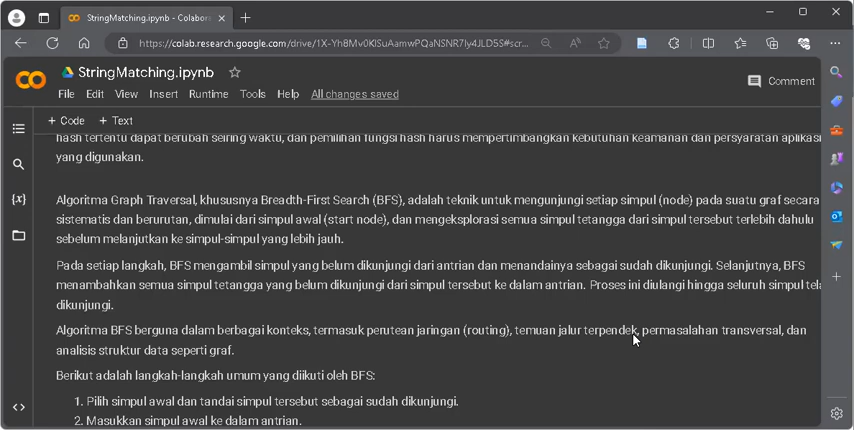 StringMatching.ipynb - Colabora
https://colab.research.google.com/drive/1X-Yh8Mv0KlSuAamwPQaNSNR7ly4JLD5S#scr...
StringMatching.ipynb
File Edit View Insert Runtime Tools Help All changes saved
Comment
+ Code + Text
hash tertentu dapat berubah seiring waktu, dan pemilihan fungsi hash harus mempertimbangkan kebutuhan keamanan dan persyaratan aplikasi
yang digunakan.
Algoritma Graph Traversal, khususnya Breadth-First Search (BFS), adalah teknik untuk mengunjungi setiap simpul (node) pada suatu graf secara
sistematis dan berurutan, dimulai dari simpul awal (start node), dan mengeksplorasi semua simpul tetangga dari simpul tersebut terlebih dahulu
sebelum melanjutkan ke simpul-simpul yang lebih jauh.
Pada setiap langkah, BFS mengambil simpul yang belum dikunjungi dari antrian dan menandainya sebagai sudah dikunjungi. Selanjutnya, BFS
menambahkan semua simpul tetangga yang belum dikunjungi dari simpul tersebut ke dalam antrian. Proses ini diulangi hingga seluruh simpul tela
dikunjungi.
Algoritma BFS berguna dalam berbagai konteks, termasuk perutean jaringan (routing), temuan jalur terpendek, permasalahan transversal, dan
analisis struktur data seperti graf.
Berikut adalah langkah-langkah umum yang diikuti oleh BFS:
1. Pilih simpul awal dan tandai simpul tersebut sebagai sudah dikunjungi.
2. Masukkan simpul awal ke dalam antrian.